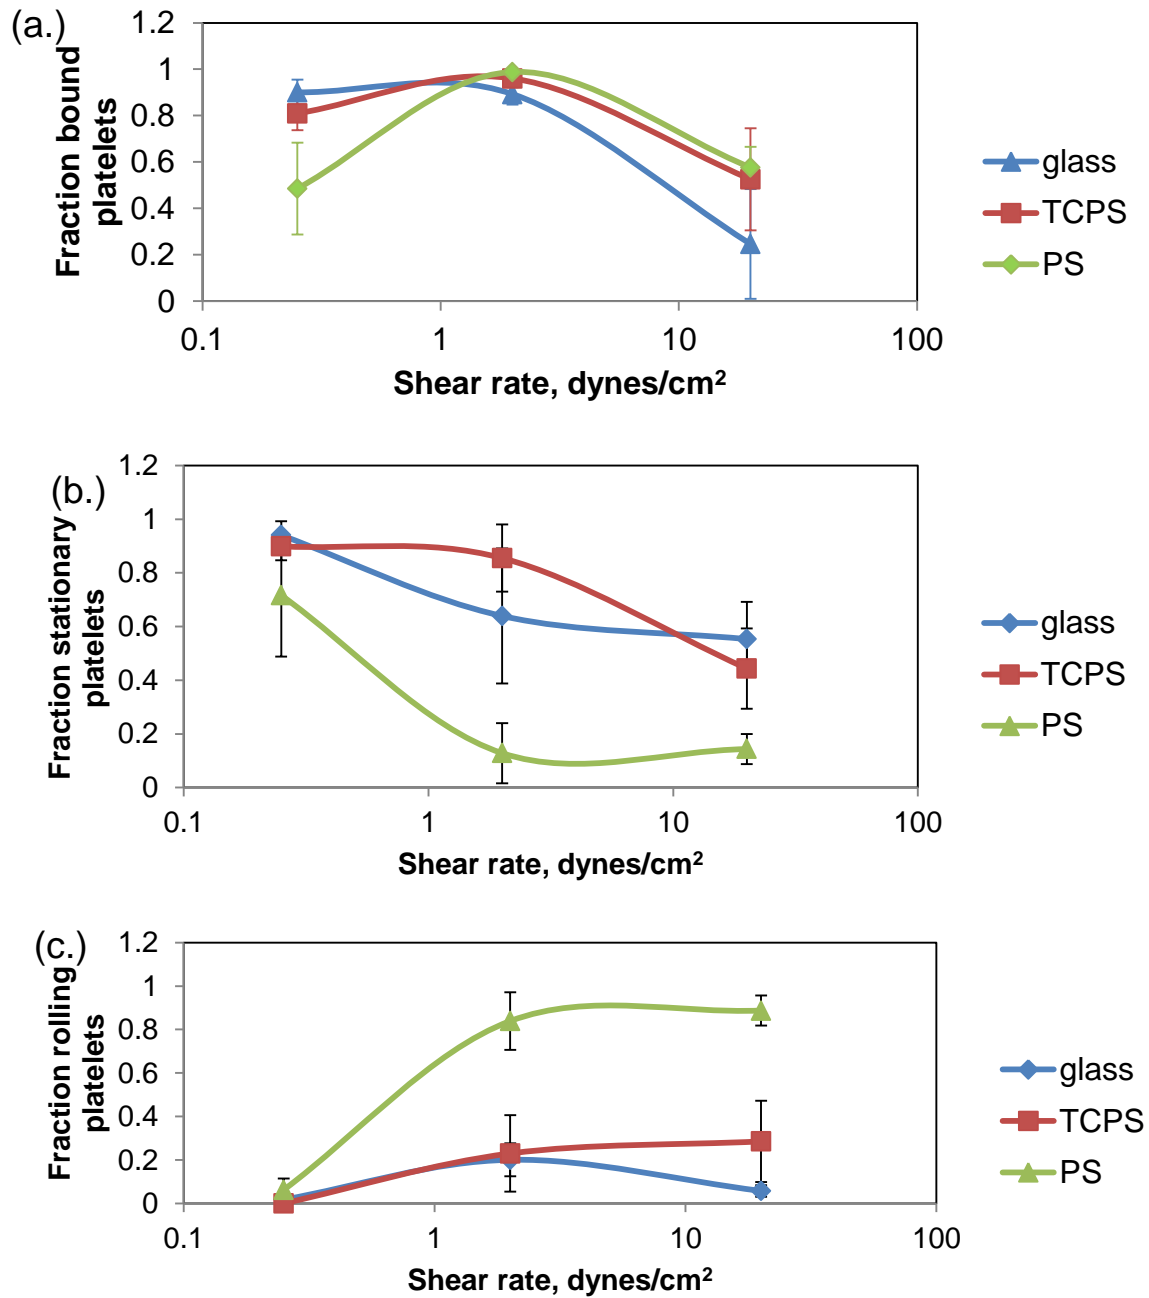 (a.)
Fraction bound
platelets
1.2
1
0.8
0.6
0.4
0.2
0
0.1 1 10 100
Shear rate, dynes/cm²
glass
TCPS
PS
(b.)
Fraction stationary
platelets
1.2
1
0.8
0.6
0.4
0.2
0
0.1 1 10 100
Shear rate, dynes/cm²
glass
TCPS
PS
(c.)
Fraction rolling
platelets
1.2
1
0.8
0.6
0.4
0.2
0
0.1 1 10 100
Shear rate, dynes/cm²
glass
TCPS
PS